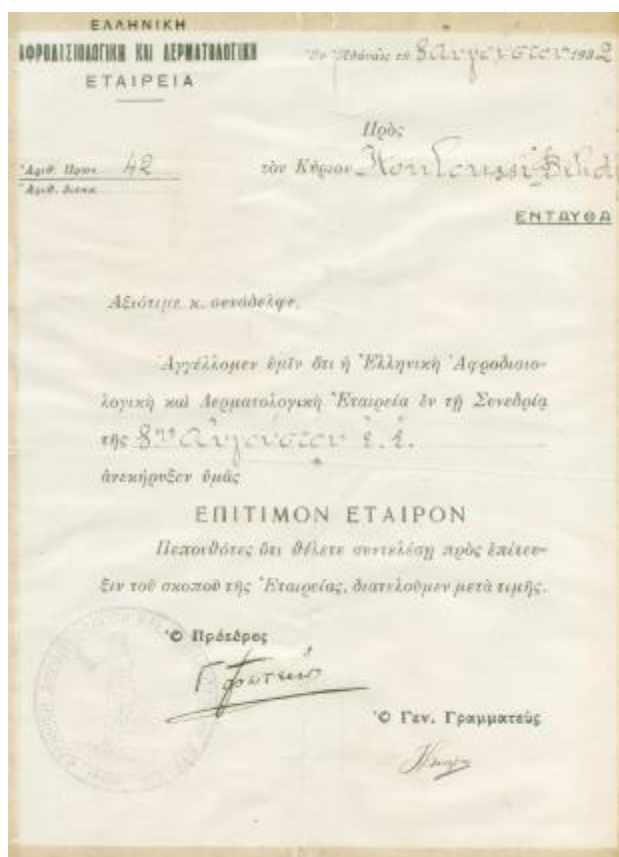 ΕΛΛΗΝΙΚΗ
ΑΦΡΟΔΙΣΙΟΛΟΓΙΚΗ ΚΑΙ ΔΕΡΜΑΤΟΛΟΓΙΚΗ
ΕΤΑΙΡΕΙΑ
Ἐν Ἀθήναις τῇ 8 Αυγούστου 1932
Πρὸς
Ἀριθ. Πρωτ. 42
τὸν Κύριον
Ἀριθ. Διεκπ.
ΕΝΤΑΥΘΑ
Ἀξιότιμε κ. συνάδελφε,
Ἀγγέλλομεν ὑμῖν ὅτι ἡ Ἑλληνικὴ Ἀφροδισιο-
λογικὴ καὶ Δερματολογικὴ Ἑταιρεία ἐν τῇ Συνεδρίᾳ
τῆς 8ης Αὐγούστου ἐ. ἔ.
ἀνεκήρυξεν ὑμᾶς
ΕΠΙΤΙΜΟΝ ΕΤΑΙΡΟΝ
Πεποιθότες ὅτι θέλετε συντελέσῃ πρὸς ἐπίτευ-
ξιν τοῦ σκοποῦ τῆς Ἑταιρείας, διατελοῦμεν μετὰ τιμῆς.
Ὁ Πρόεδρος
Ὁ Γεν. Γραμματεὺς